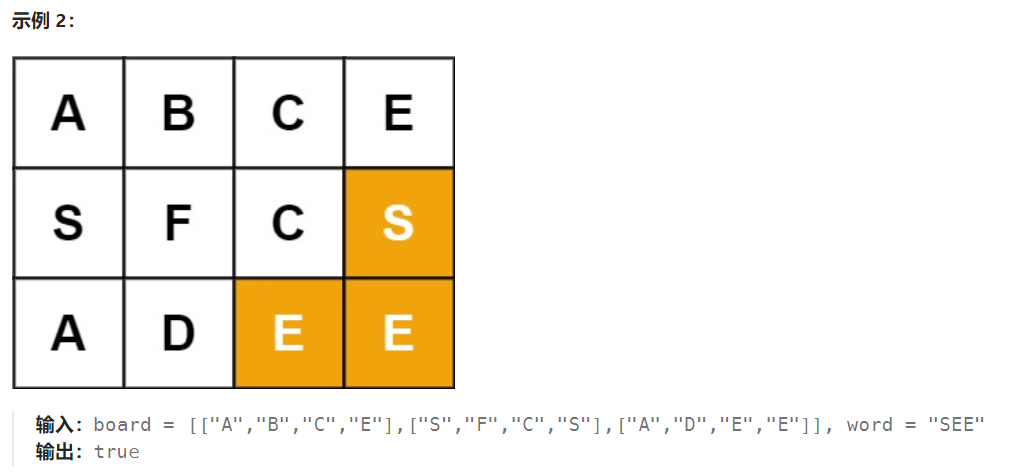 示例 2：
A B C E
S F C S
A D E E
输入：board = [["A","B","C","E"],["S","F","C","S"],["A","D","E","E"]], word = "SEE"
输出：true